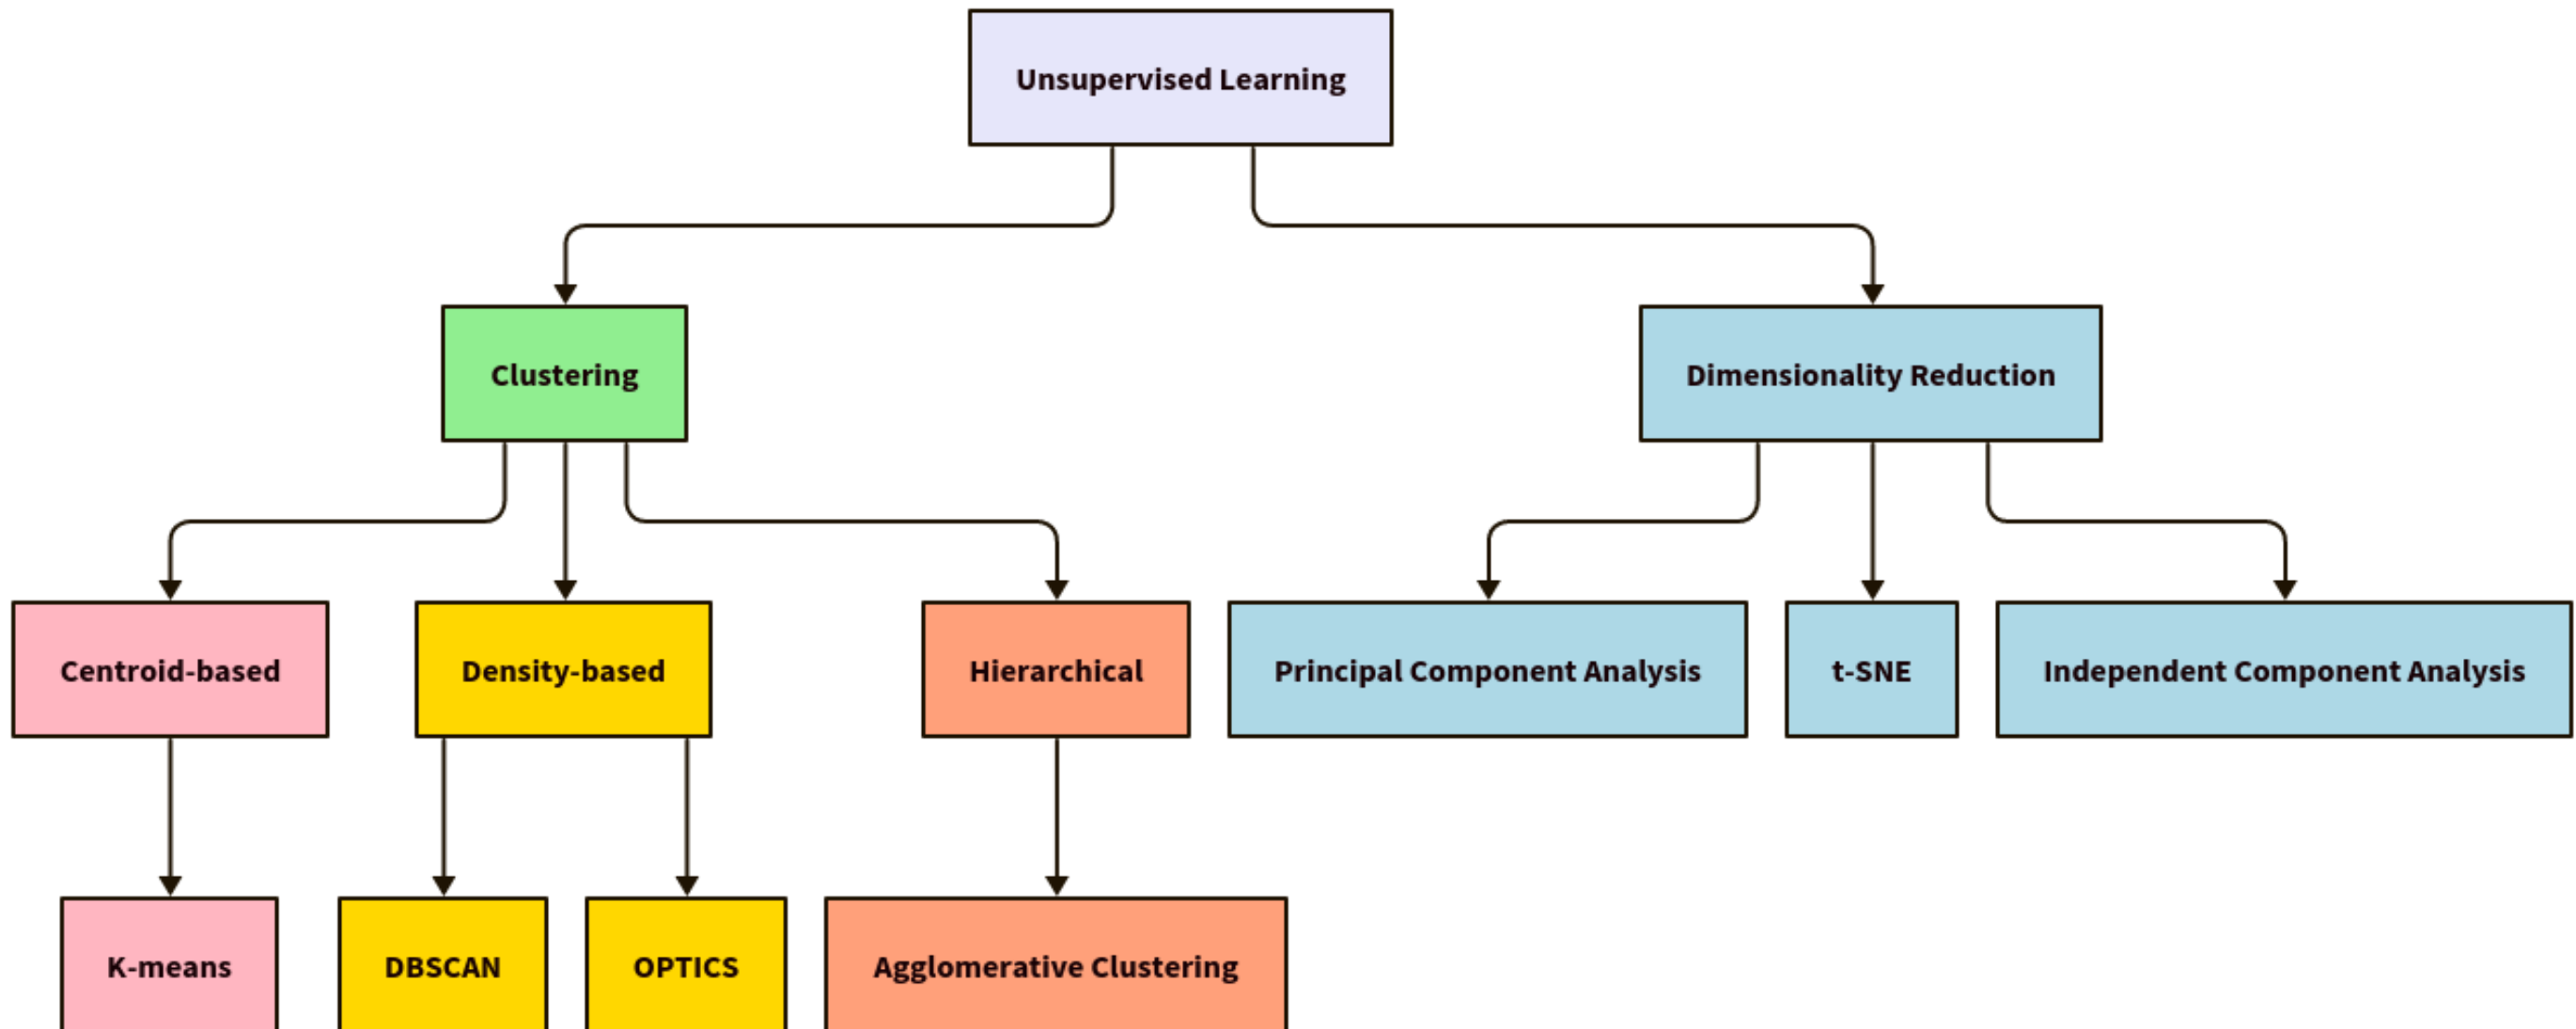 Unsupervised Learning
Clustering
Dimensionality Reduction
Centroid-based
Density-based
Hierarchical
Principal Component Analysis
t-SNE
Independent Component Analysis
K-means
DBSCAN
OPTICS
Agglomerative Clustering